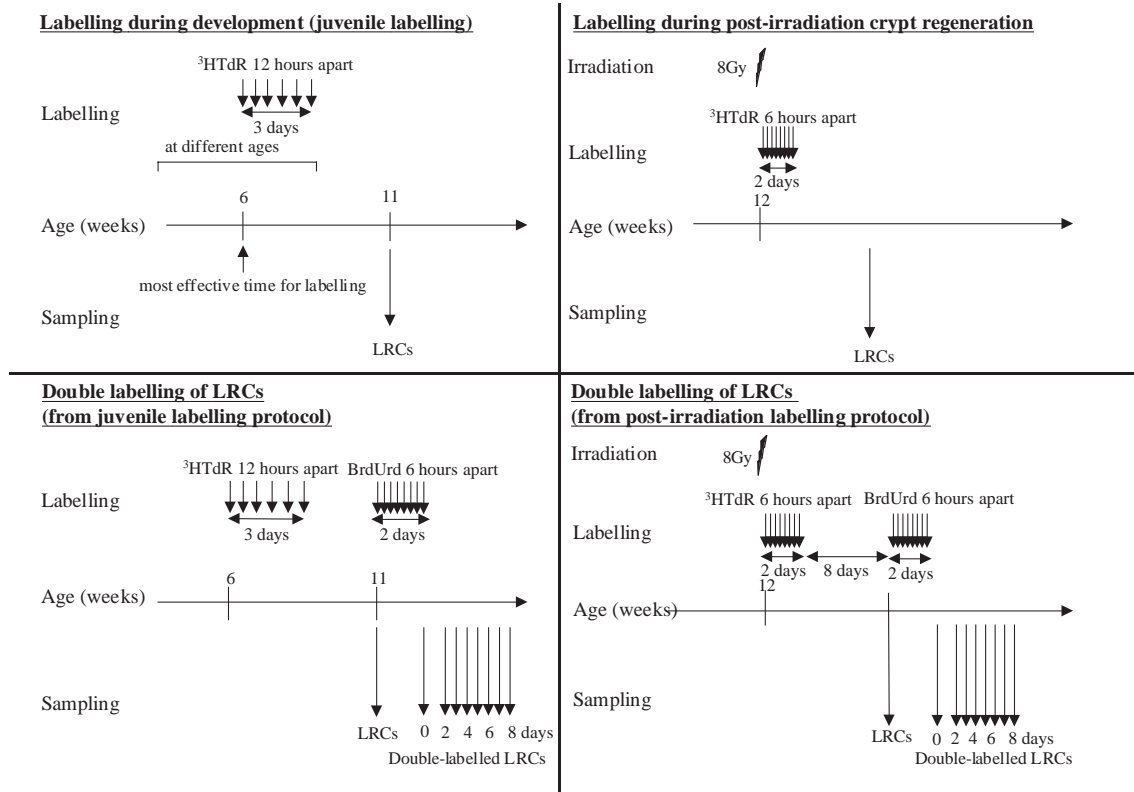 Labelling during development (juvenile labelling)
³HTdR 12 hours apart
Labelling
3 days
at different ages
6 11
Age (weeks)
most effective time for labelling
Sampling
LRCs
Labelling during post-irradiation crypt regeneration
Irradiation
8Gy
³HTdR 6 hours apart
Labelling
2 days
12
Age (weeks)
Sampling
LRCs
Double labelling of LRCs
(from juvenile labelling protocol)
³HTdR 12 hours apart BrdUrd 6 hours apart
Labelling
3 days 2 days
6 11
Age (weeks)
Sampling
LRCs 0 2 4 6 8 days
Double-labelled LRCs
Double labelling of LRCs
(from post-irradiation labelling protocol)
Irradiation
8Gy
³HTdR 6 hours apart BrdUrd 6 hours apart
Labelling
2 days 8 days 2 days
12
Age (weeks)
Sampling
LRCs 0 2 4 6 8 days
Double-labelled LRCs